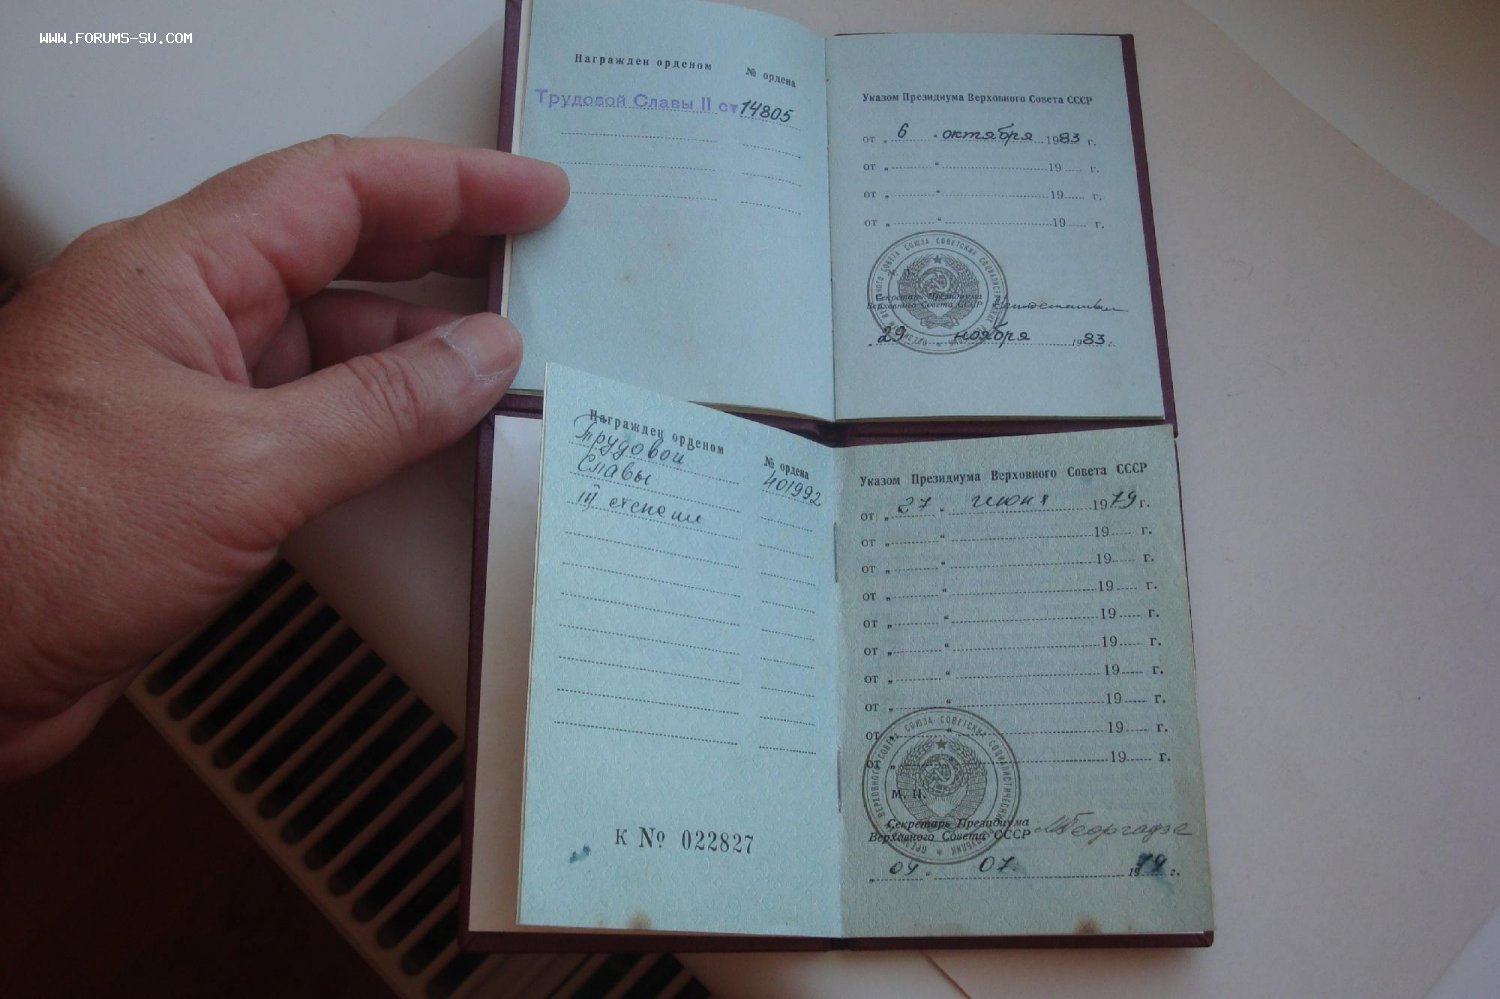 WWW.FORUMS-SU.COM
Награжден орденом № ордена
Трудовой Славы II ст 14805
Указом Президиума Верховного Совета СССР
от „ 6 “ октября 1983 г.
от „ “ 19 г.
от „ “ 19 г.
от „ “ 19 г.
Секретарь Президиума
Верховного Совета СССР
„ 29 ноября 1983 г.
Награжден орденом № ордена
Трудовой 401992
Славы
III степени
К № 022827
Указом Президиума Верховного Совета СССР
от „ 27 “ июня 1979 г.
от „ “ 19 г.
от „ “ 19 г.
от „ “ 19 г.
от „ “ 19 г.
от „ “ 19 г.
от „ “ 19 г.
от „ “ 19 г.
от „ “ 19 г.
от „ 19 г.
М. П.
Секретарь Президиума
Верховного Совета СССР МГеоргадзе
„ 04 “ 07. 1979 г.